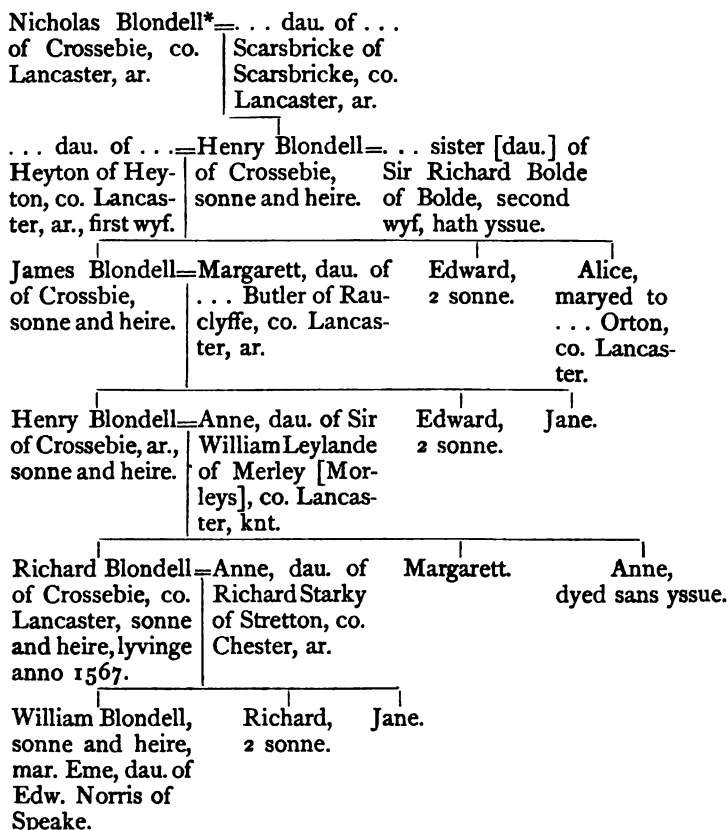 Nicholas Blondell*=. . . dau. of . . .
of Crossebie, co. Scarsbricke of
Lancaster, ar. Scarsbricke, co.
Lancaster, ar.
. . . dau. of . . .=Henry Blondell=. . . sister [dau.] of
Heyton of Hey- of Crossebie, Sir Richard Bolde
ton, co. Lancas- sonne and heire. of Bolde, second
ter, ar., first wyf. wyf, hath yssue.
James Blondell=Margarett, dau. of Edward, Alice,
of Crossbie, . . . Butler of Rau- 2 sonne. maryed to
sonne and heire. clyffe, co. Lancas- . . . Orton,
ter, ar. co. Lancas-
ter.
Henry Blondell=Anne, dau. of Sir Edward, Jane.
of Crossebie, ar., William Leylande 2 sonne.
sonne and heire. of Merley [Mor-
leys], co. Lancas-
ter, knt.
Richard Blondell=Anne, dau. of Margarett. Anne,
of Crossebie, co. Richard Starky dyed sans yssue.
Lancaster, sonne of Stretton, co.
and heire, lyvinge Chester, ar.
anno 1567.
William Blondell, Richard, Jane.
sonne and heire, 2 sonne.
mar. Eme, dau. of
Edw. Norris of
Speake.